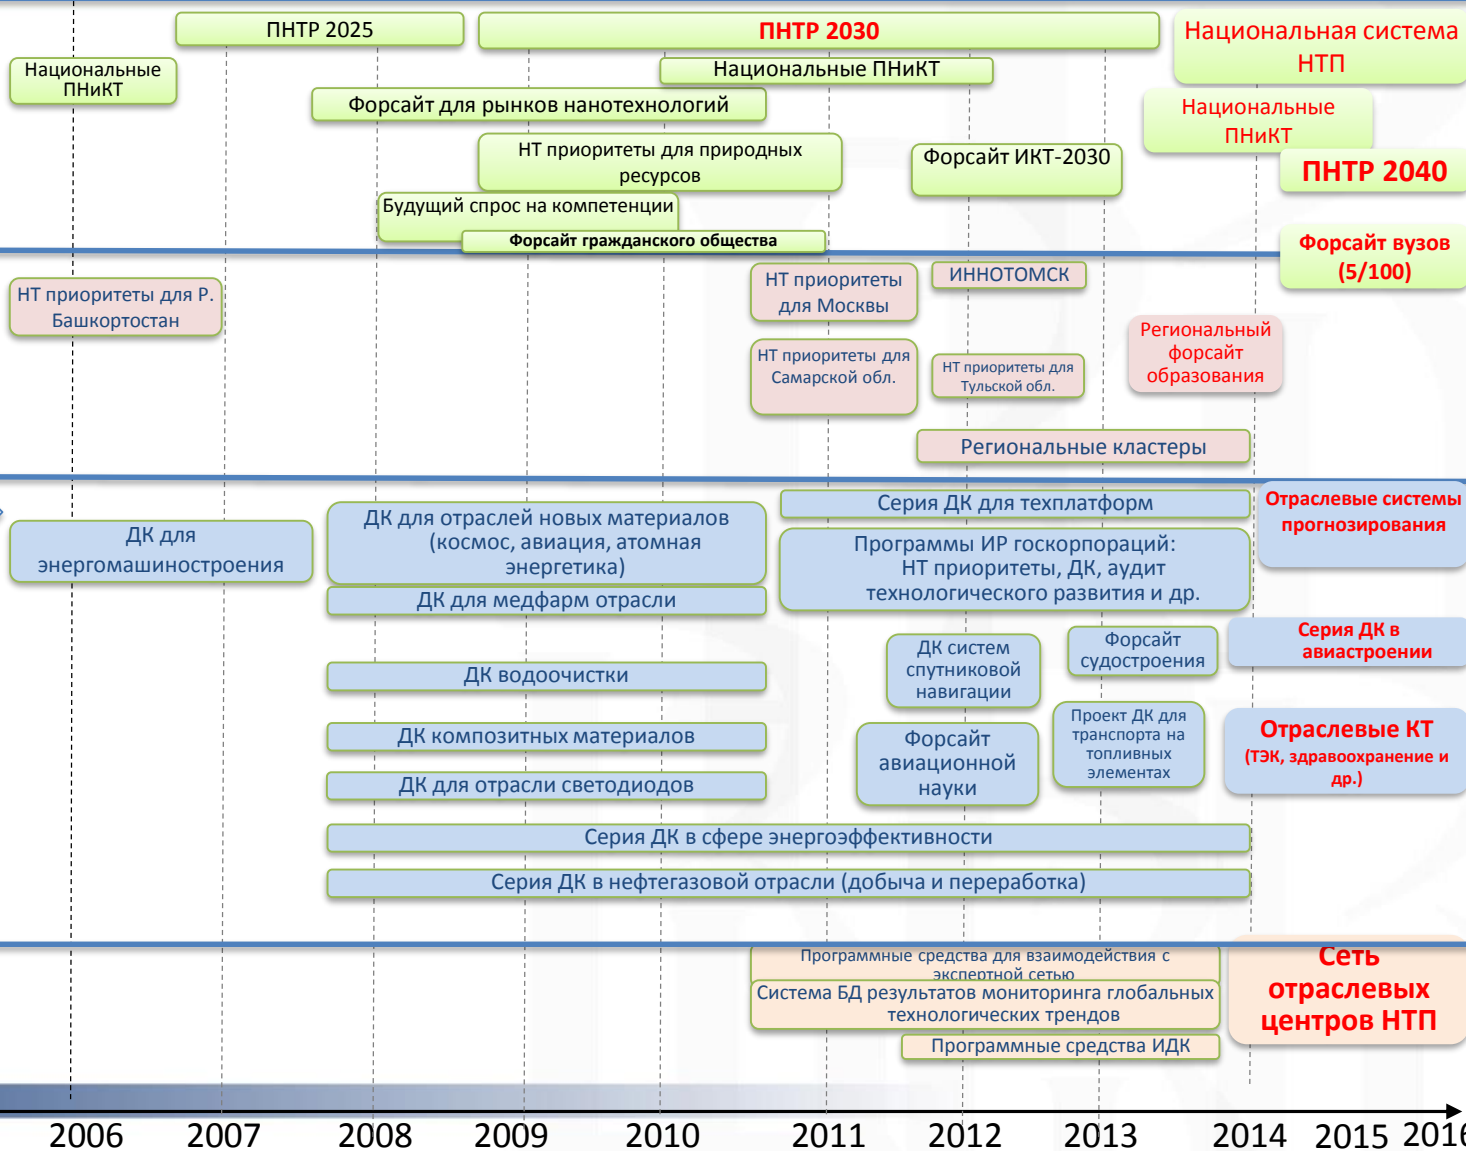 ПНТР 2025
ПНТР 2030
Национальная система
НТП
Национальные
ПНиКТ
Национальные ПНиКТ
Форсайт для рынков нанотехнологий
Национальные
ПНиКТ
НТ приоритеты для природных
ресурсов
Форсайт ИКТ-2030
ПНТР 2040
Будущий спрос на компетенции
Форсайт гражданского общества
Форсайт вузов
(5/100)
НТ приоритеты для Р.
Башкортостан
НТ приоритеты
для Москвы
ИННОТОМСК
Региональный
форсайт
образования
НТ приоритеты для
Самарской обл.
НТ приоритеты для
Тульской обл.
Региональные кластеры
ДК для
энергомашиностроения
ДК для отраслей новых материалов
(космос, авиация, атомная
энергетика)
Серия ДК для техплатформ
Отраслевые системы
прогнозирования
Программы ИР госкорпораций:
НТ приоритеты, ДК, аудит
технологического развития и др.
ДК для медфарм отрасли
ДК систем
спутниковой
навигации
Форсайт
судостроения
Серия ДК в
авиастроении
ДК водоочистки
ДК композитных материалов
Форсайт
авиационной
науки
Проект ДК для
транспорта на
топливных
элементах
Отраслевые КТ
(ТЭК, здравоохранение и
др.)
ДК для отрасли светодиодов
Серия ДК в сфере энергоэффективности
Серия ДК в нефтегазовой отрасли (добыча и переработка)
Программные средства для взаимодействия с
экспертной сетью
Система БД результатов мониторинга глобальных
технологических трендов
Программные средства ИДК
Сеть
отраслевых
центров НТП
2006 2007 2008 2009 2010 2011 2012 2013 2014 2015 2016